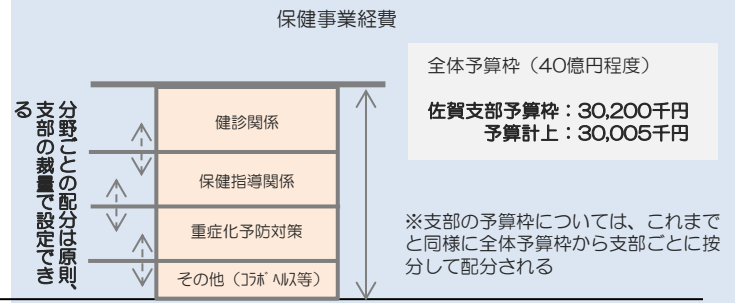 保健事業経費
全体予算枠（40億円程度）
佐賀支部予算枠：30,200千円
予算計上：30,005千円
分野ごとの配分は原則、
支部の裁量で設定でき
る
健診関係
保健指導関係
重症化予防対策
その他（ｺﾗﾎﾞﾍﾙｽ等）
※支部の予算枠については、これまで
と同様に全体予算枠から支部ごとに按
分して配分される